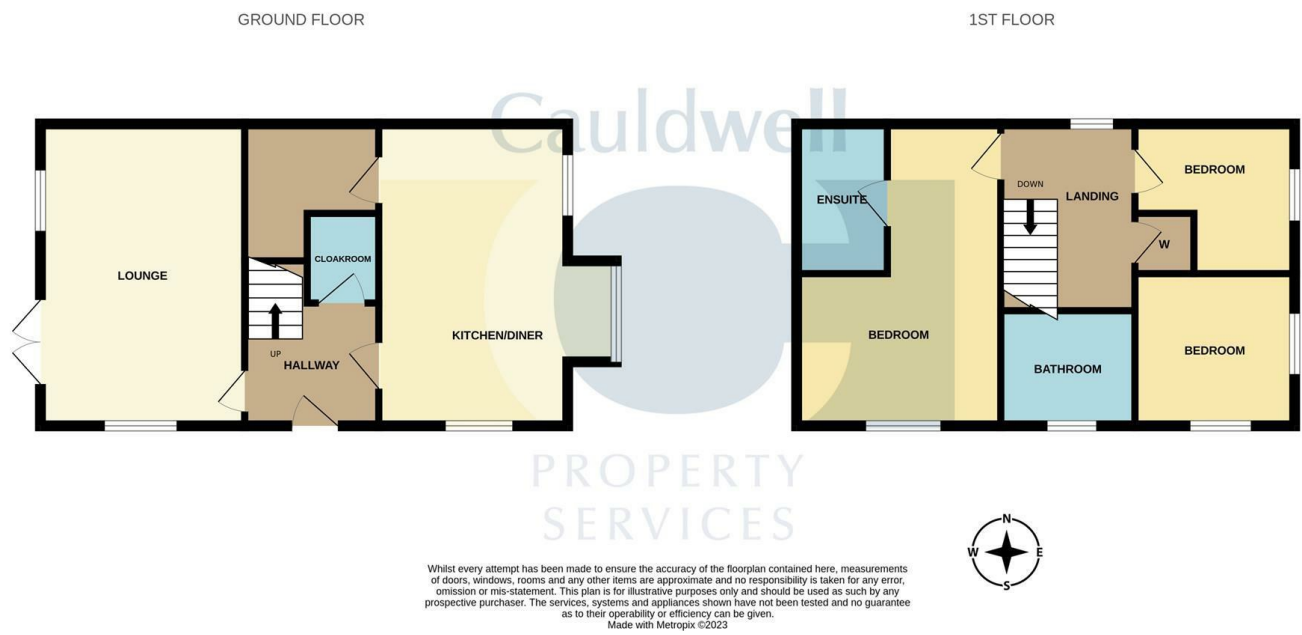 GROUND FLOOR
1ST FLOOR
Cauldwell
ENSUITE
DOWN
LANDING
BEDROOM
W
LOUNGE
CLOAKROOM
KITCHEN/DINER
BEDROOM
UP
HALLWAY
BATHROOM
BEDROOM
PROPERTY
SERVICES
N
W
E
S
Whilst every attempt has been made to ensure the accuracy of the floorplan contained here, measurements
of doors, windows, rooms and any other items are approximate and no responsibility is taken for any error,
omission or mis-statement. This plan is for illustrative purposes only and should be used as such by any
prospective purchaser. The services, systems and appliances shown have not been tested and no guarantee
as to their operability or efficiency can be given.
Made with Metropix ©2023